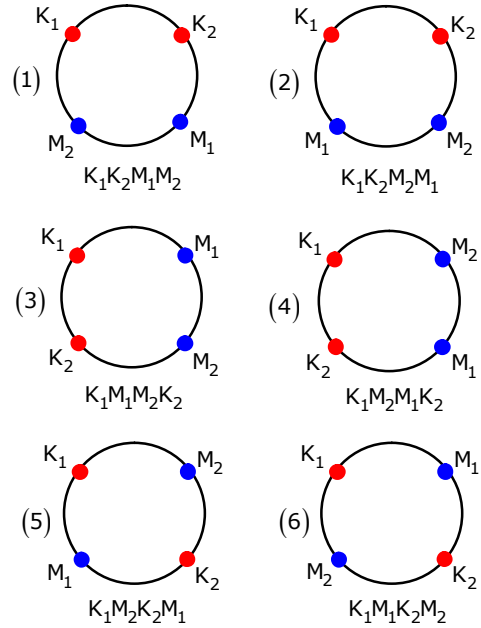 K₁ K₂ K₁ K₂
(1) (2)
M₂ M₁ M₁ M₂
K₁K₂M₁M₂ K₁K₂M₂M₁
K₁ M₁ K₁ M₂
(3) (4)
K₂ M₂ K₂ M₁
K₁M₁M₂K₂ K₁M₂M₁K₂
K₁ M₂ K₁ M₁
(5) (6)
M₁ K₂ M₂ K₂
K₁M₂K₂M₁ K₁M₁K₂M₂